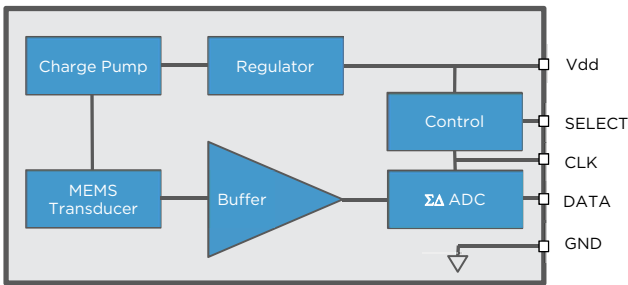 Charge Pump
Regulator
Vdd
Control
SELECT
CLK
MEMS
Transducer
Buffer
ΣΔ ADC
DATA
GND